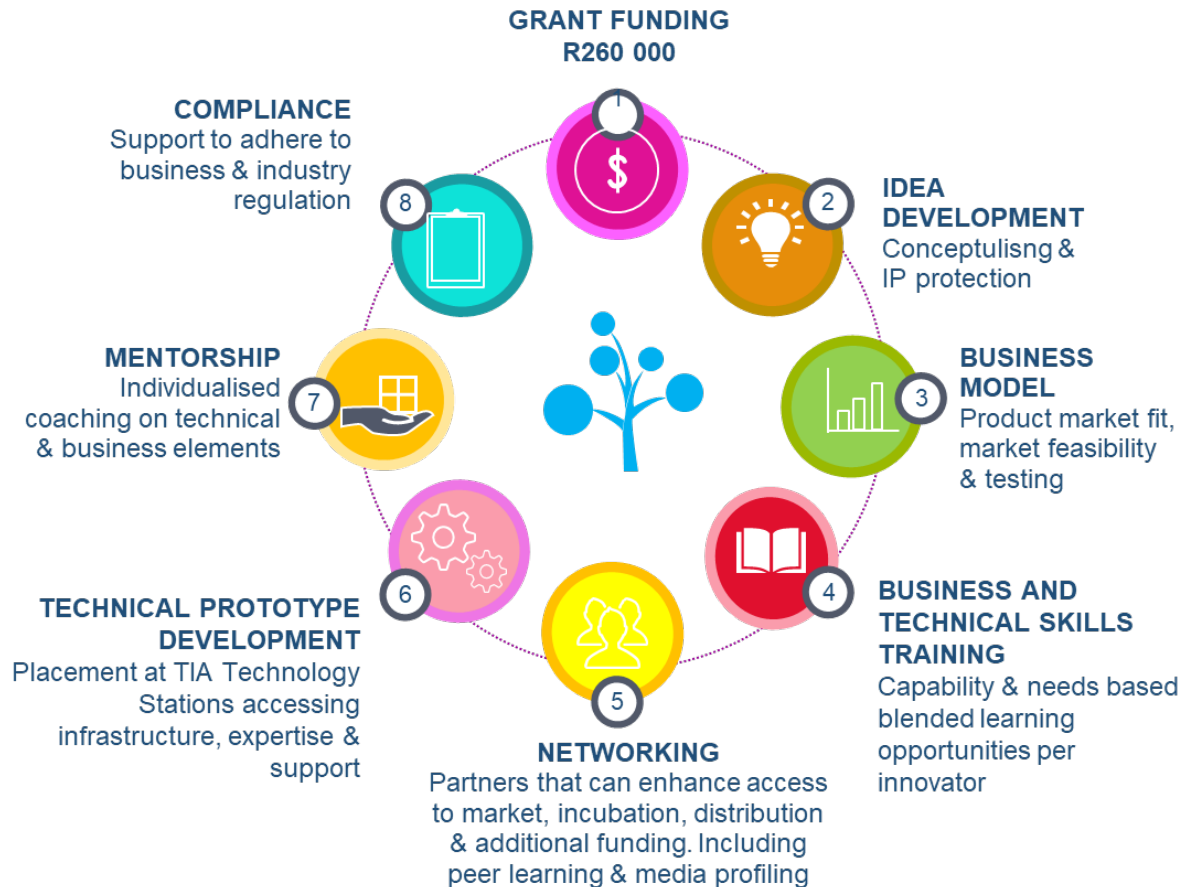 GRANT FUNDING
R260 000
1
2
IDEA
DEVELOPMENT
Conceptulisng &
IP protection
3
BUSINESS
MODEL
Product market fit,
market feasibility
& testing
4
BUSINESS AND
TECHNICAL SKILLS
TRAINING
Capability & needs based
blended learning
opportunities per
innovator
5
NETWORKING
Partners that can enhance access
to market, incubation, distribution
& additional funding. Including
peer learning & media profiling
6
TECHNICAL PROTOTYPE
DEVELOPMENT
Placement at TIA Technology
Stations accessing
infrastructure, expertise &
support
7
MENTORSHIP
Individualised
coaching on technical
& business elements
8
COMPLIANCE
Support to adhere to
business & industry
regulation
$